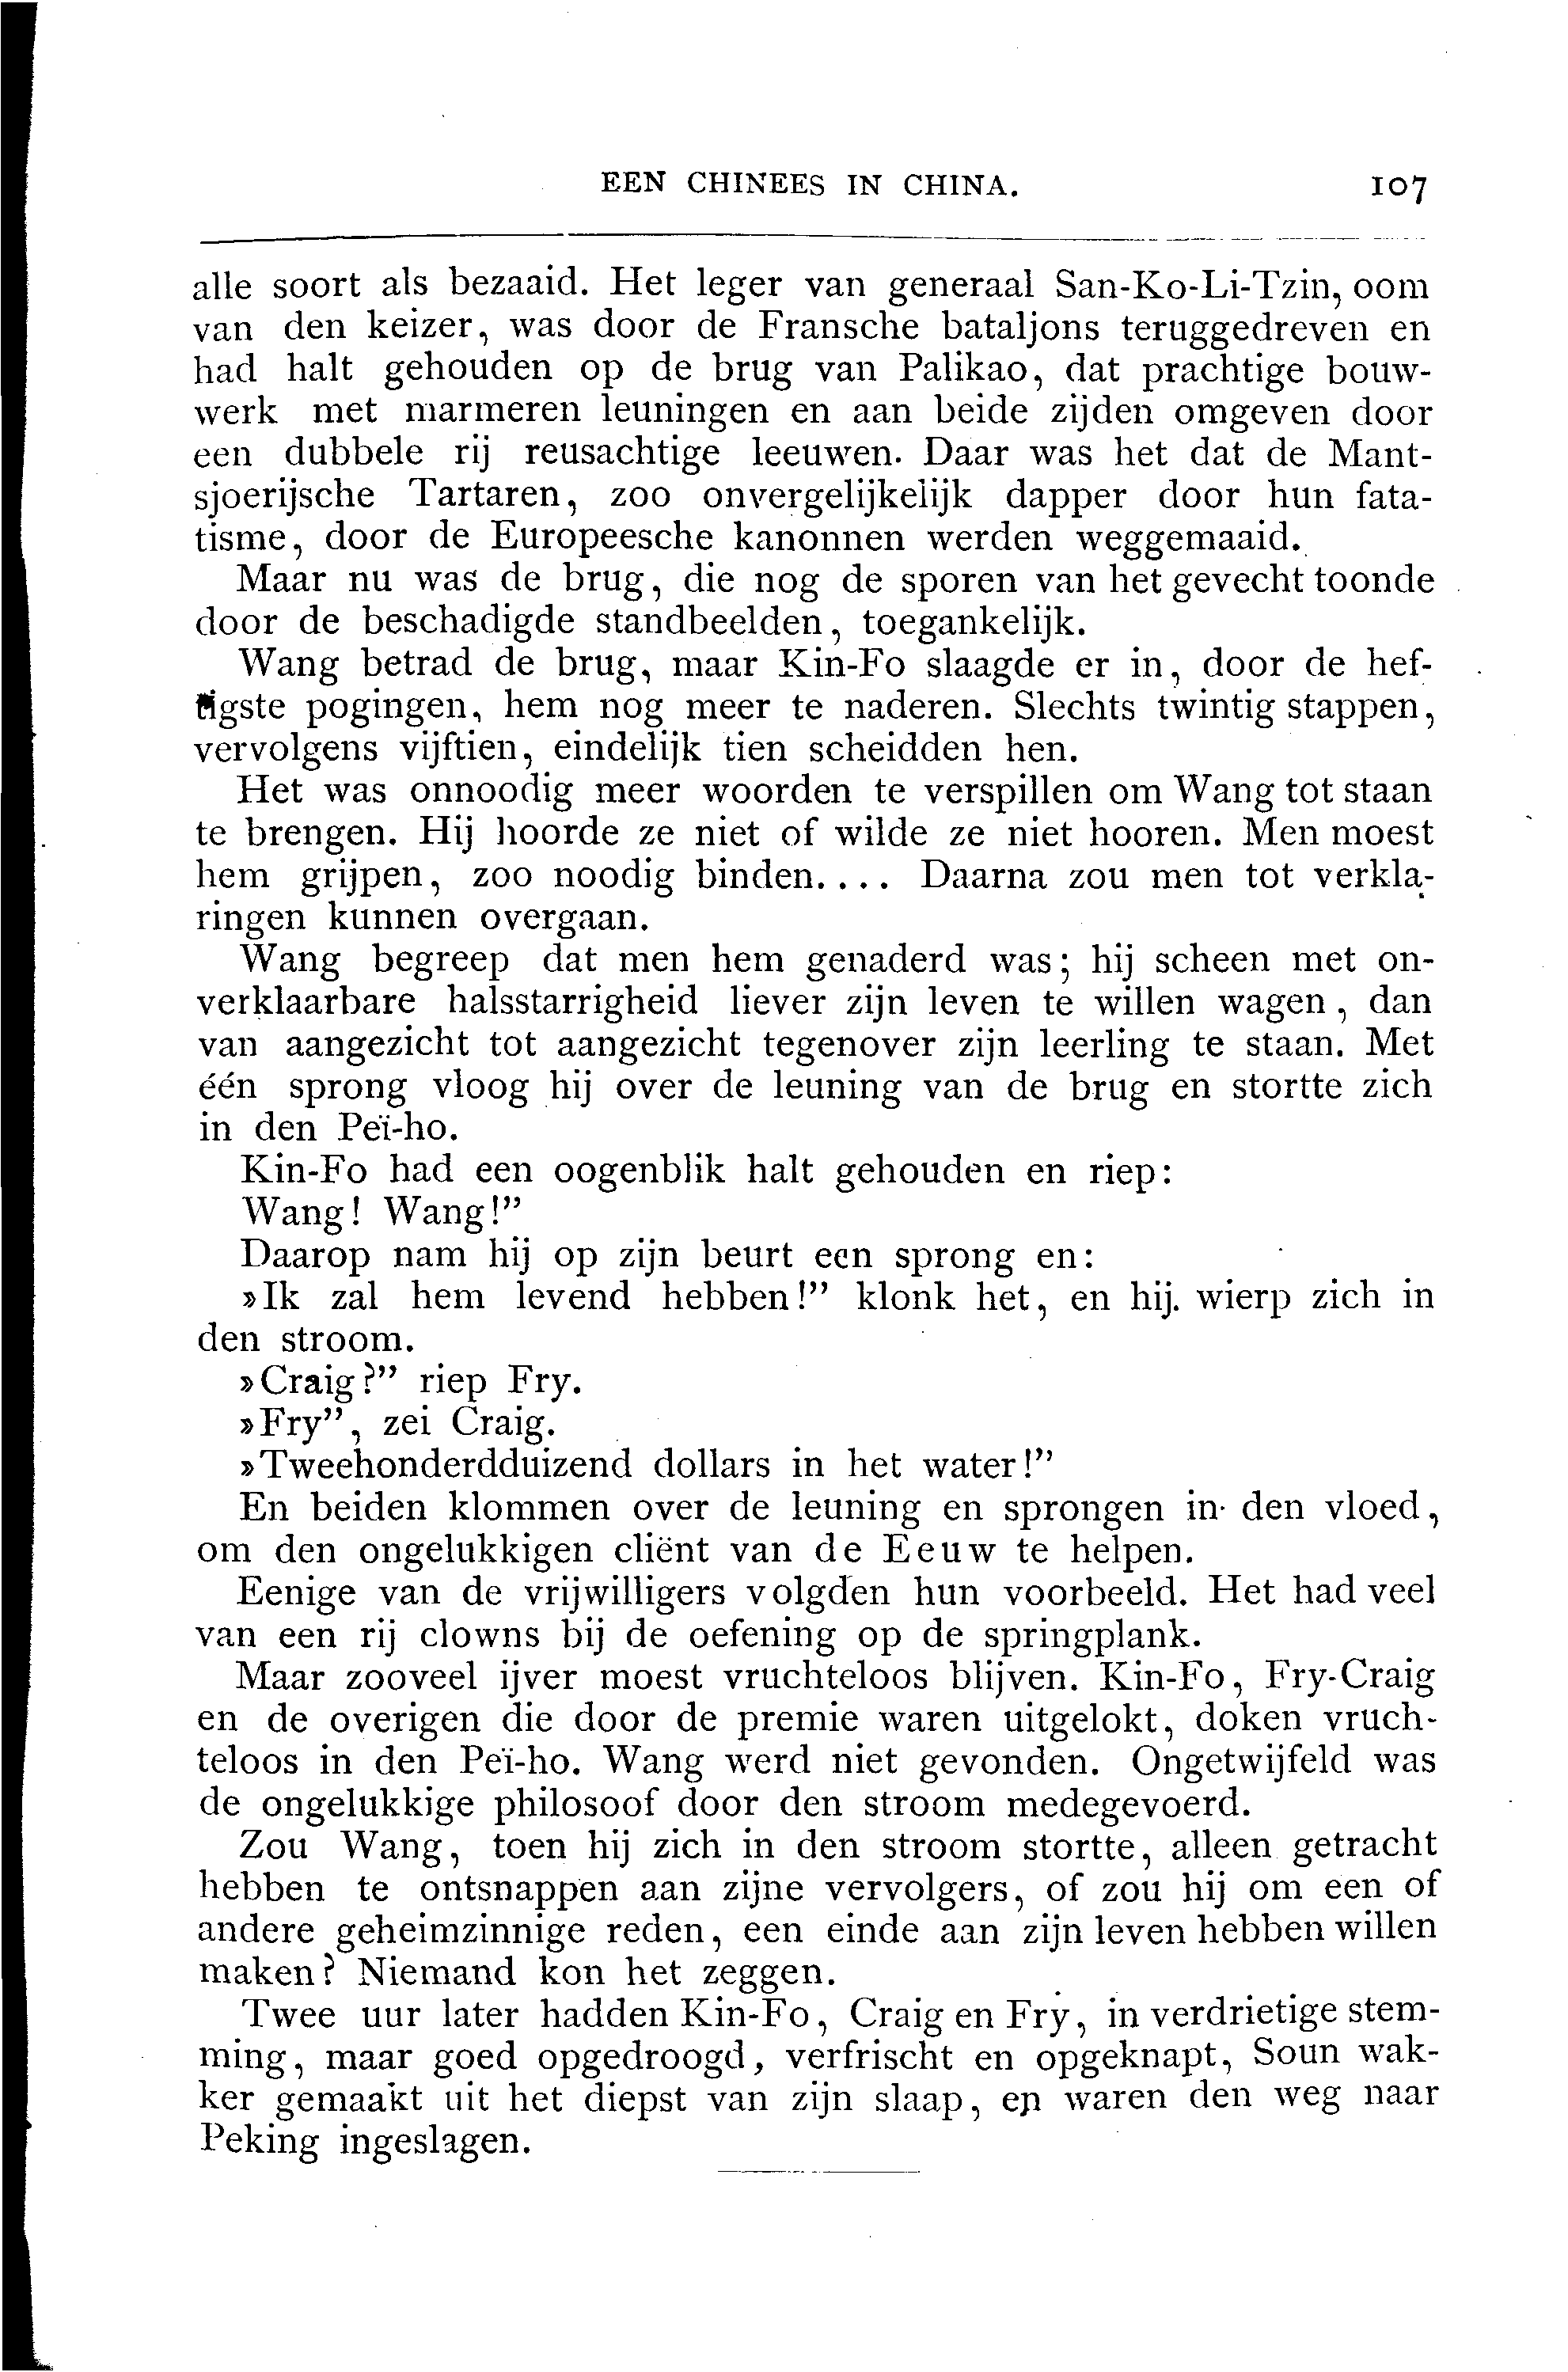 EEN CHINEES IN CHINA. 107
alle soort als bezaaid. Het leger van generaal San-Ko-Li-Tzin, oom
van den keizer, was door de Fransche bataljons teruggedreven en
had halt gehouden op de brug van Palikao, dat prachtige bouw-
werk met marmeren leuningen en aan beide zijden omgeven door
een dubbele rij reusachtige leeuwen. Daar was het dat de Mant-
sjoerijsche Tartaren, zoo onvergelijkelijk dapper door hun fata-
tisme, door de Europeesche kanonnen werden weggemaaid.
Maar nu was de brug, die nog de sporen van het gevecht toonde
door de beschadigde standbeelden, toegankelijk.
Wang betrad de brug, maar Kin-Fo slaagde er in, door de hef-
tigste pogingen, hem nog meer te naderen. Slechts twintig stappen,
vervolgens vijftien, eindelijk tien scheidden hen.
Het was onnoodig meer woorden te verspillen om Wang tot staan
te brengen. Hij hoorde ze niet of wilde ze niet hooren. Men moest
hem grijpen, zoo noodig binden.... Daarna zou men tot verkla-
ringen kunnen overgaan.
Wang begreep dat men hem genaderd was; hij scheen met on-
verklaarbare halsstarrigheid liever zijn leven te willen wagen, dan
van aangezicht tot aangezicht tegenover zijn leerling te staan. Met
één sprong vloog hij over de leuning van de brug en stortte zich
in den Peï-ho.
Kin-Fo had een oogenblik halt gehouden en riep:
Wang! Wang!”
Daarop nam hij op zijn beurt een sprong en:
»Ik zal hem levend hebben!” klonk het, en hij. wierp zich in
den stroom.
»Craig?” riep Fry.
»Fry”, zei Craig.
»Tweehonderdduizend dollars in het water!”
En beiden klommen over de leuning en sprongen in den vloed,
om den ongelukkigen cliënt van de Eeuw te helpen.
Eenige van de vrijwilligers volgden hun voorbeeld. Het had veel
van een rij clowns bij de oefening op de springplank.
Maar zooveel ijver moest vruchteloos blijven. Kin-Fo, Fry-Craig
en de overigen die door de premie waren uitgelokt, doken vruch-
teloos in den Peï-ho. Wang werd niet gevonden. Ongetwijfeld was
de ongelukkige philosoof door den stroom medegevoerd.
Zou Wang, toen hij zich in den stroom stortte, alleen getracht
hebben te ontsnappen aan zijne vervolgers, of zou hij om een of
andere geheimzinnige reden, een einde aan zijn leven hebben willen
maken? Niemand kon het zeggen.
Twee uur later hadden Kin-Fo, Craig en Fry, in verdrietige stem-
ming, maar goed opgedroogd, verfrischt en opgeknapt, Soun wak-
ker gemaakt uit het diepst van zijn slaap, en waren den weg naar
Peking ingeslagen.